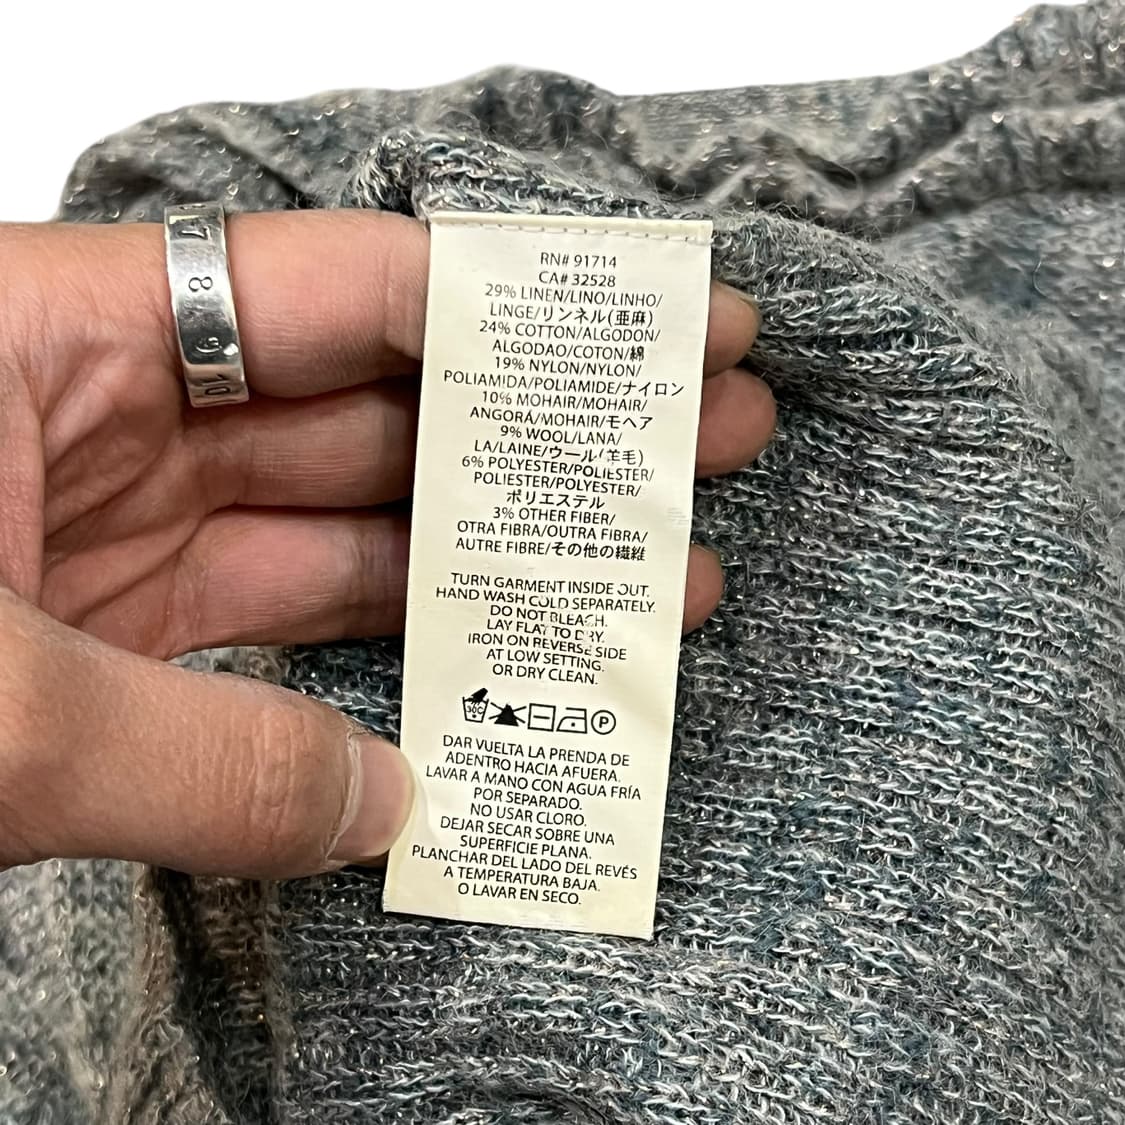 7
8
9
10
RN# 91714
CA# 32528
29% LINEN/LINO/LINHO/
LINGE/リンネル(亜麻)
24% COTTON/ALGODON/
ALGODAO/COTON/綿
19% NYLON/NYLON/
POLIAMIDA/POLIAMIDE/ナイロン
10% MOHAIR/MOHAIR/
ANGORÁ/MOHAIR/モヘア
9% WOOL/LANA/
LA/LAINE/ウール(羊毛)
6% POLYESTER/POLIESTER/
POLIESTER/POLYESTER/
ポリエステル
3% OTHER FIBER/
OTRA FIBRA/OUTRA FIBRA/
AUTRE FIBRE/その他の繊維
TURN GARMENT INSIDE OUT.
HAND WASH COLD SEPARATELY.
DO NOT BLEACH.
LAY FLAT TO DRY.
IRON ON REVERSE SIDE
AT LOW SETTING.
OR DRY CLEAN.
30C P
DAR VUELTA LA PRENDA DE
ADENTRO HACIA AFUERA.
LAVAR A MANO CON AGUA FRÍA
POR SEPARADO.
NO USAR CLORO.
DEJAR SECAR SOBRE UNA
SUPERFICIE PLANA.
PLANCHAR DEL LADO DEL REVÉS
A TEMPERATURA BAJA.
O LAVAR EN SECO.